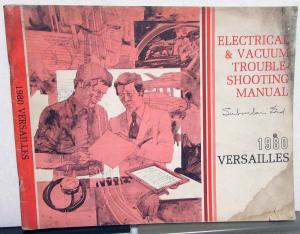 1980 VERSAILLES
ELECTRICAL
& VACUUM
TROUBLE-
SHOOTING
MANUAL
1980
VERSAILLES